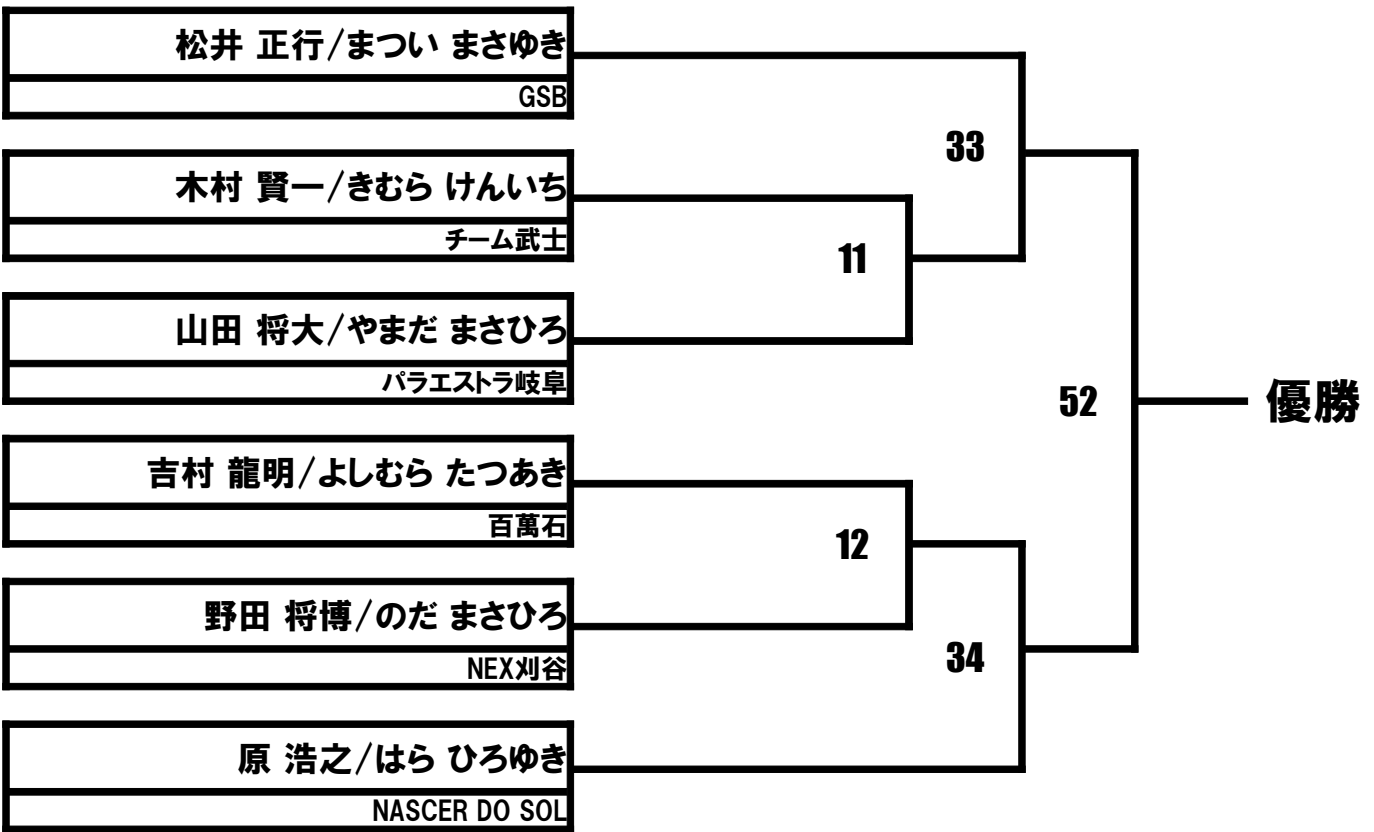 松井 正行/まつい まさゆき
GSB
33
木村 賢一/きむら けんいち
チーム武士
11
山田 将大/やまだ まさひろ
パラエストラ岐阜
52
優勝
吉村 龍明/よしむら たつあき
百萬石
12
野田 将博/のだ まさひろ
NEX刈谷
34
原 浩之/はら ひろゆき
NASCER DO SOL